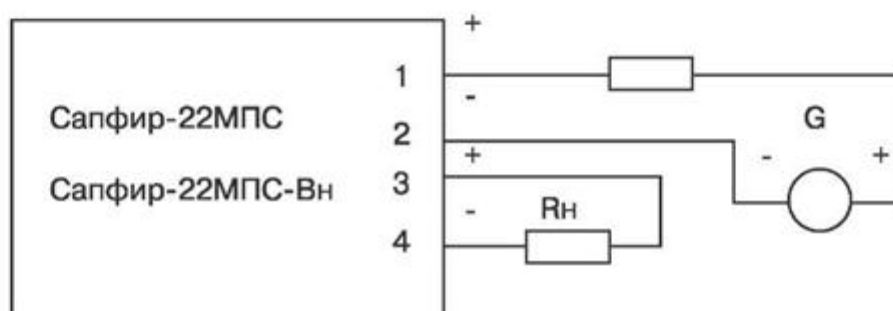 +
1
-
Сапфир-22МПС
G
2
+
-
+
Сапфир-22МПС-Вн
3
-
Rн
4